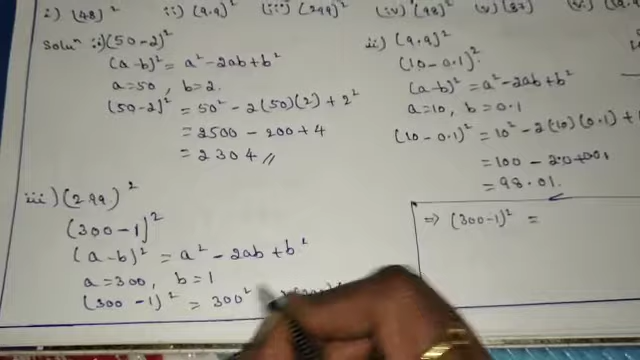 i) (48)² ii) (9.9)² (iii) (299)² (iv) (98)² (v) (37)
Solun i) (50-2)²
(a-b)² = a² - 2ab + b²
a = 50, b = 2.
(50-2)² = 50² - 2(50)(2) + 2²
= 2500 - 200 + 4
= 2304 //
iii) (299)²
(300-1)²
(a-b)² = a² - 2ab + b²
a = 300, b = 1
(300 - 1)² = 300²
ii) (9.9)²
(10-0.1)²
(a-b)² = a² - 2ab + b²
a = 10, b = 0.1
(10-0.1)² = 10² - 2(10)(0.1) +
= 100 - 2.0 + 0.01
= 98.01.
⇒ (300-1)² =